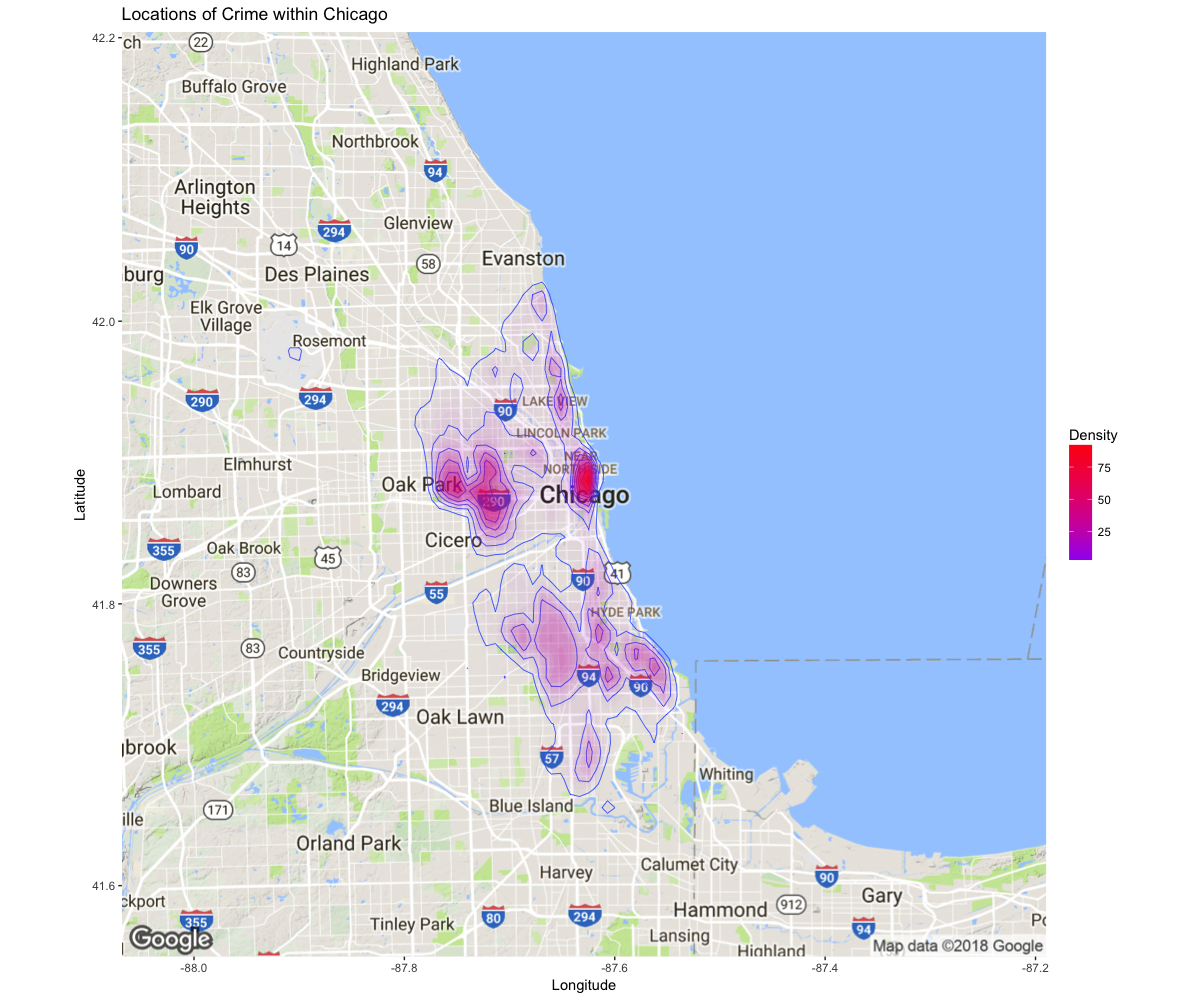 Locations of Crime within Chicago
42.2
ch
22
Highland Park
Buffalo Grove
Northbrook
94
Arlington
Heights
Glenview
294
90
14
58
Evanston
burg
Des Plaines
Elk Grove
Village
42.0
Rosemont
290
294
90
LAKE VIEW
LINCOLN PARK
Density
NEAR
NORTH SIDE
Elmhurst
75
Oak Park
Lombard
290
Chicago
50
Latitude
25
Cicero
355
Oak Brook
45
83
90
41
Downers
Grove
55
41.8
HYDE PARK
355
83
Countryside
Bridgeview
94
90
294
Oak Lawn
gbrook
57
Whiting
171
Blue Island
ille
Orland Park
Calumet City
Harvey
90
41.6
Gary
ckport
Hammond
912
355
Tinley Park
80
294
Po
94
Lansing
Google
Highland
Map data ©2018 Google
-88.0
-87.8
-87.6
-87.4
-87.2
Longitude